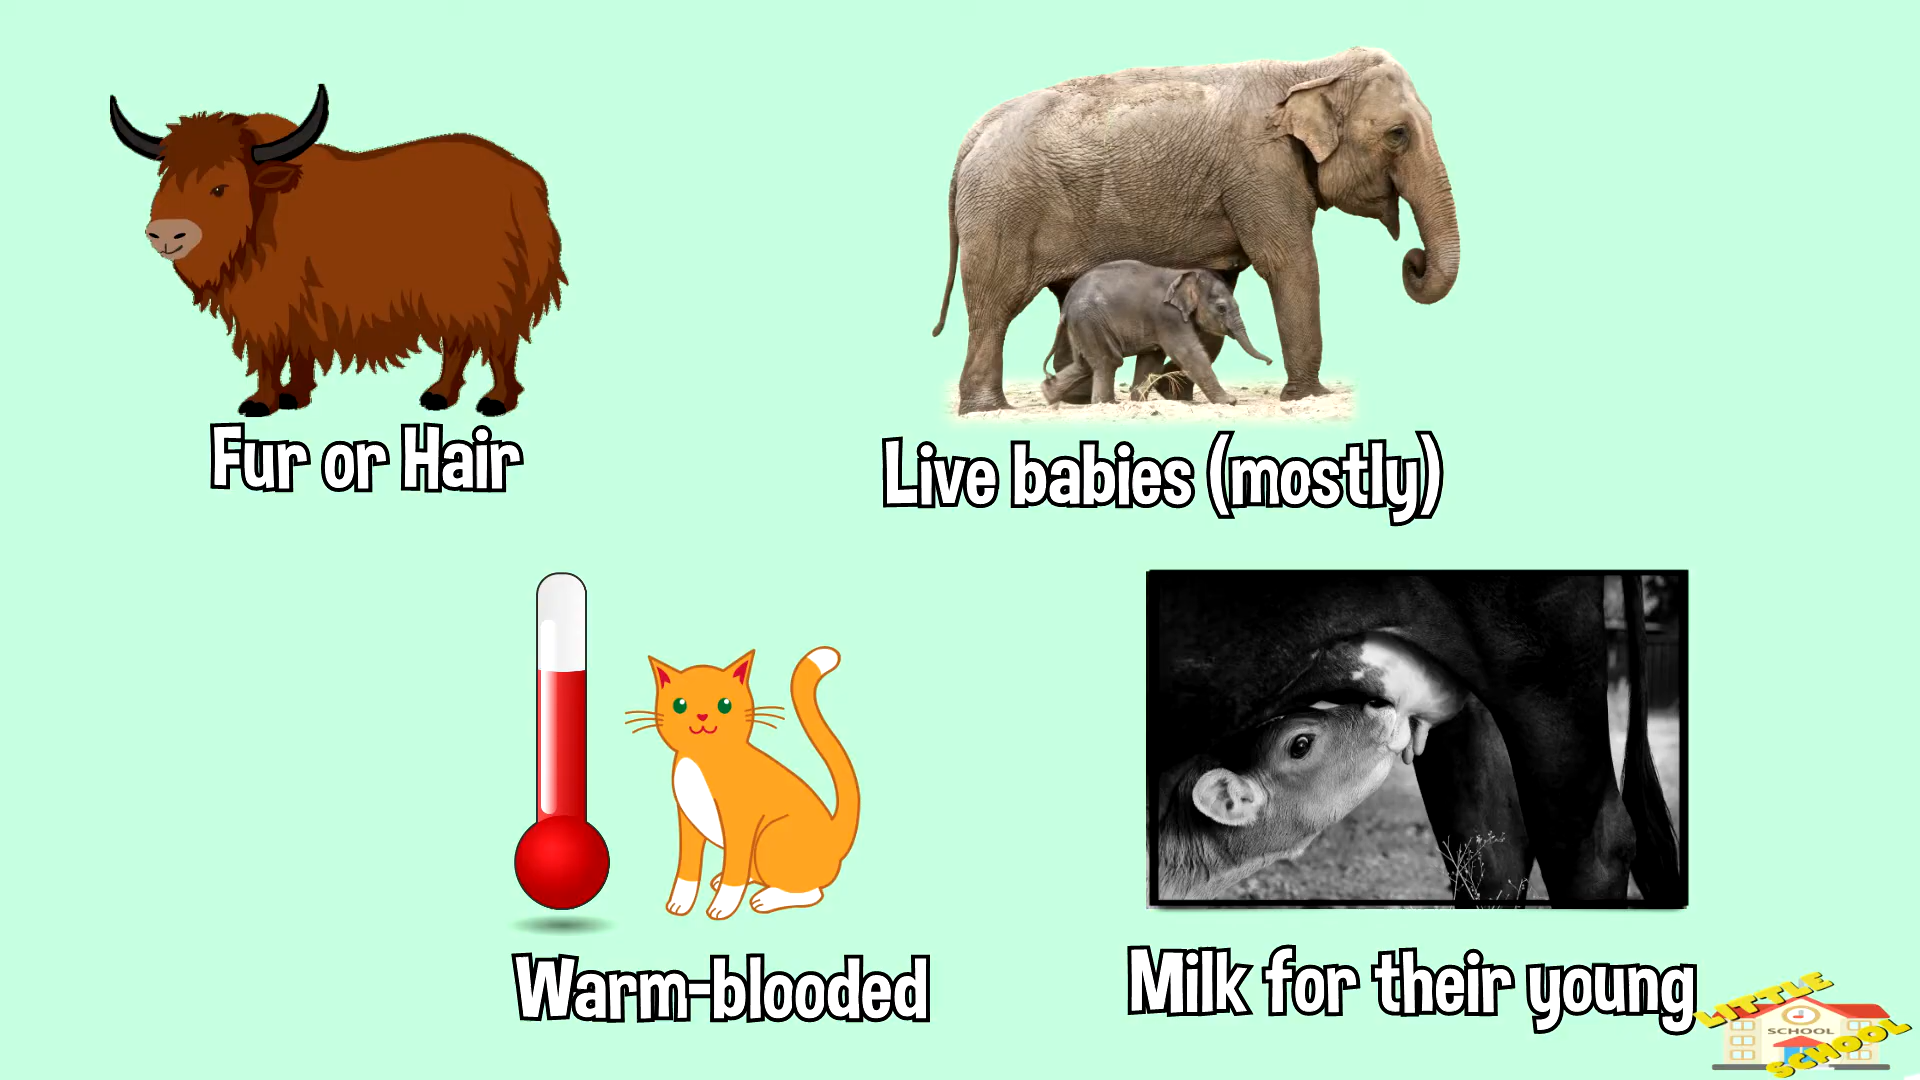 Fur or Hair
Live babies (mostly)
Warm-blooded
Milk for their young
LITTLE
SCHOOL
SCHOOL